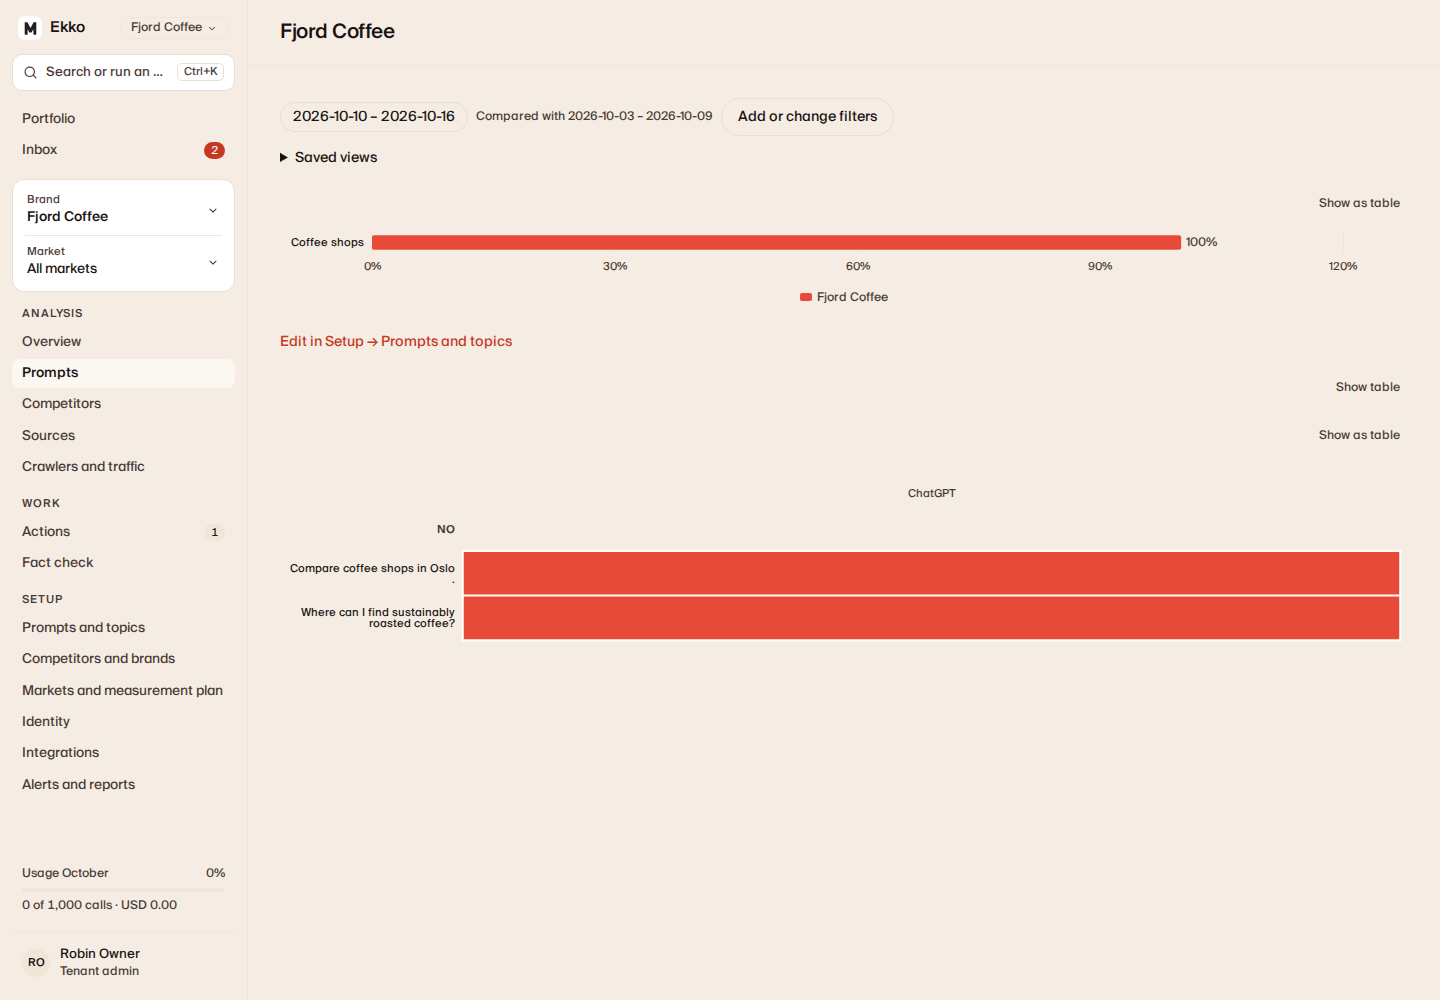 Ekko
Fjord Coffee
Search or run an ...
Ctrl+K
Portfolio
Inbox
2
Brand
Fjord Coffee
Market
All markets
ANALYSIS
Overview
Prompts
Competitors
Sources
Crawlers and traffic
WORK
Actions
1
Fact check
SETUP
Prompts and topics
Competitors and brands
Markets and measurement plan
Identity
Integrations
Alerts and reports
Usage October
0%
0 of 1,000 calls · USD 0.00
RO
Robin Owner
Tenant admin
Fjord Coffee
2026-10-10 – 2026-10-16
Compared with 2026-10-03 – 2026-10-09
Add or change filters
Saved views
Show as table
Coffee shops
100%
0%
30%
60%
90%
120%
Fjord Coffee
Edit in Setup → Prompts and topics
Show table
Show as table
ChatGPT
NO
Compare coffee shops in Oslo
.
Where can I find sustainably
roasted coffee?